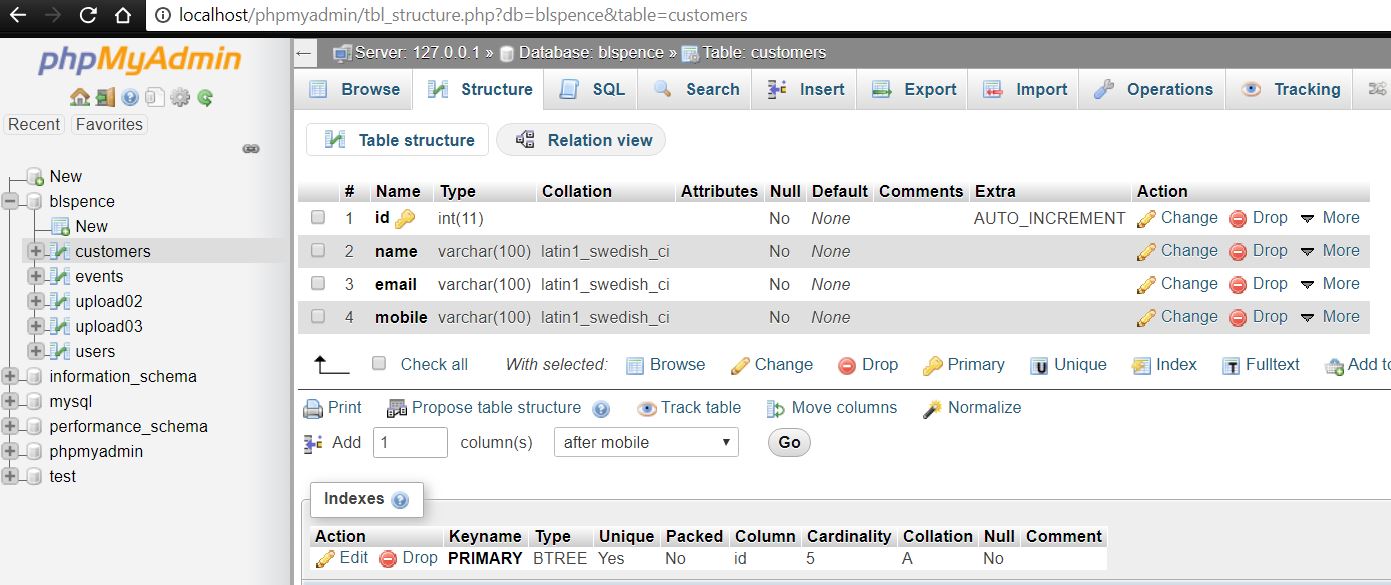 localhost/phpmyadmin/tbl_structure.php?db=blspence&table=customers
phpMyAdmin
Recent Favorites
New
blspence
New
customers
events
upload02
upload03
users
information_schema
mysql
performance_schema
phpmyadmin
test
Server: 127.0.0.1 » Database: blspence » Table: customers
Browse Structure SQL Search Insert Export Import Operations Tracking
Table structure Relation view
# Name Type Collation Attributes Null Default Comments Extra Action
1 id int(11) No None AUTO_INCREMENT Change Drop More
2 name varchar(100) latin1_swedish_ci No None Change Drop More
3 email varchar(100) latin1_swedish_ci No None Change Drop More
4 mobile varchar(100) latin1_swedish_ci No None Change Drop More
Check all With selected: Browse Change Drop Primary Unique Index Fulltext Add to
Print Propose table structure Track table Move columns Normalize
Add 1 column(s) after mobile Go
Indexes
Action Keyname Type Unique Packed Column Cardinality Collation Null Comment
Edit Drop PRIMARY BTREE Yes No id 5 A No